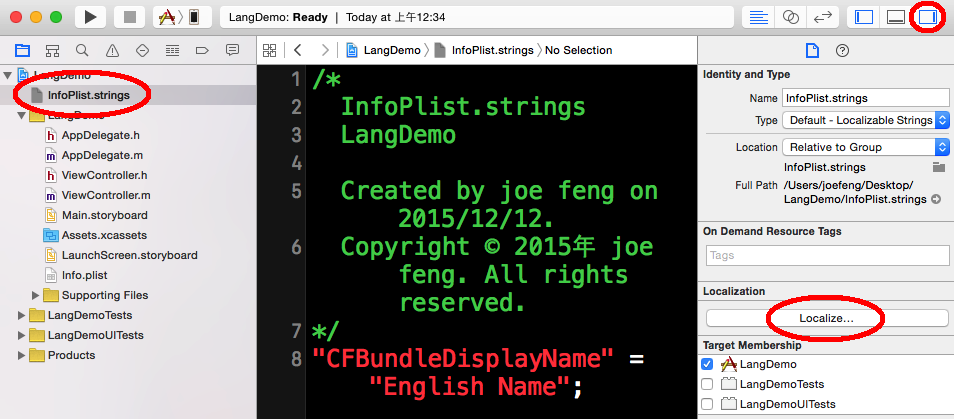 LangDemo: Ready | Today at 上午12:34
LangDemo
InfoPlist.strings
No Selection
LangDemo
InfoPlist.strings
LangDemo
AppDelegate.h
AppDelegate.m
ViewController.h
ViewController.m
Main.storyboard
Assets.xcassets
LaunchScreen.storyboard
Info.plist
Supporting Files
LangDemoTests
LangDemoUITests
Products
1 /*
2 InfoPlist.strings
3 LangDemo
4
5 Created by joe feng on
2015/12/12.
6 Copyright © 2015年 joe
feng. All rights
reserved.
7 */
8 "CFBundleDisplayName" =
"English Name";
Identity and Type
Name InfoPlist.strings
Type Default - Localizable Strings
Location Relative to Group
InfoPlist.strings
Full Path /Users/joefeng/Desktop/
LangDemo/InfoPlist.strings
On Demand Resource Tags
Tags
Localization
Localize...
Target Membership
LangDemo
LangDemoTests
LangDemoUITests